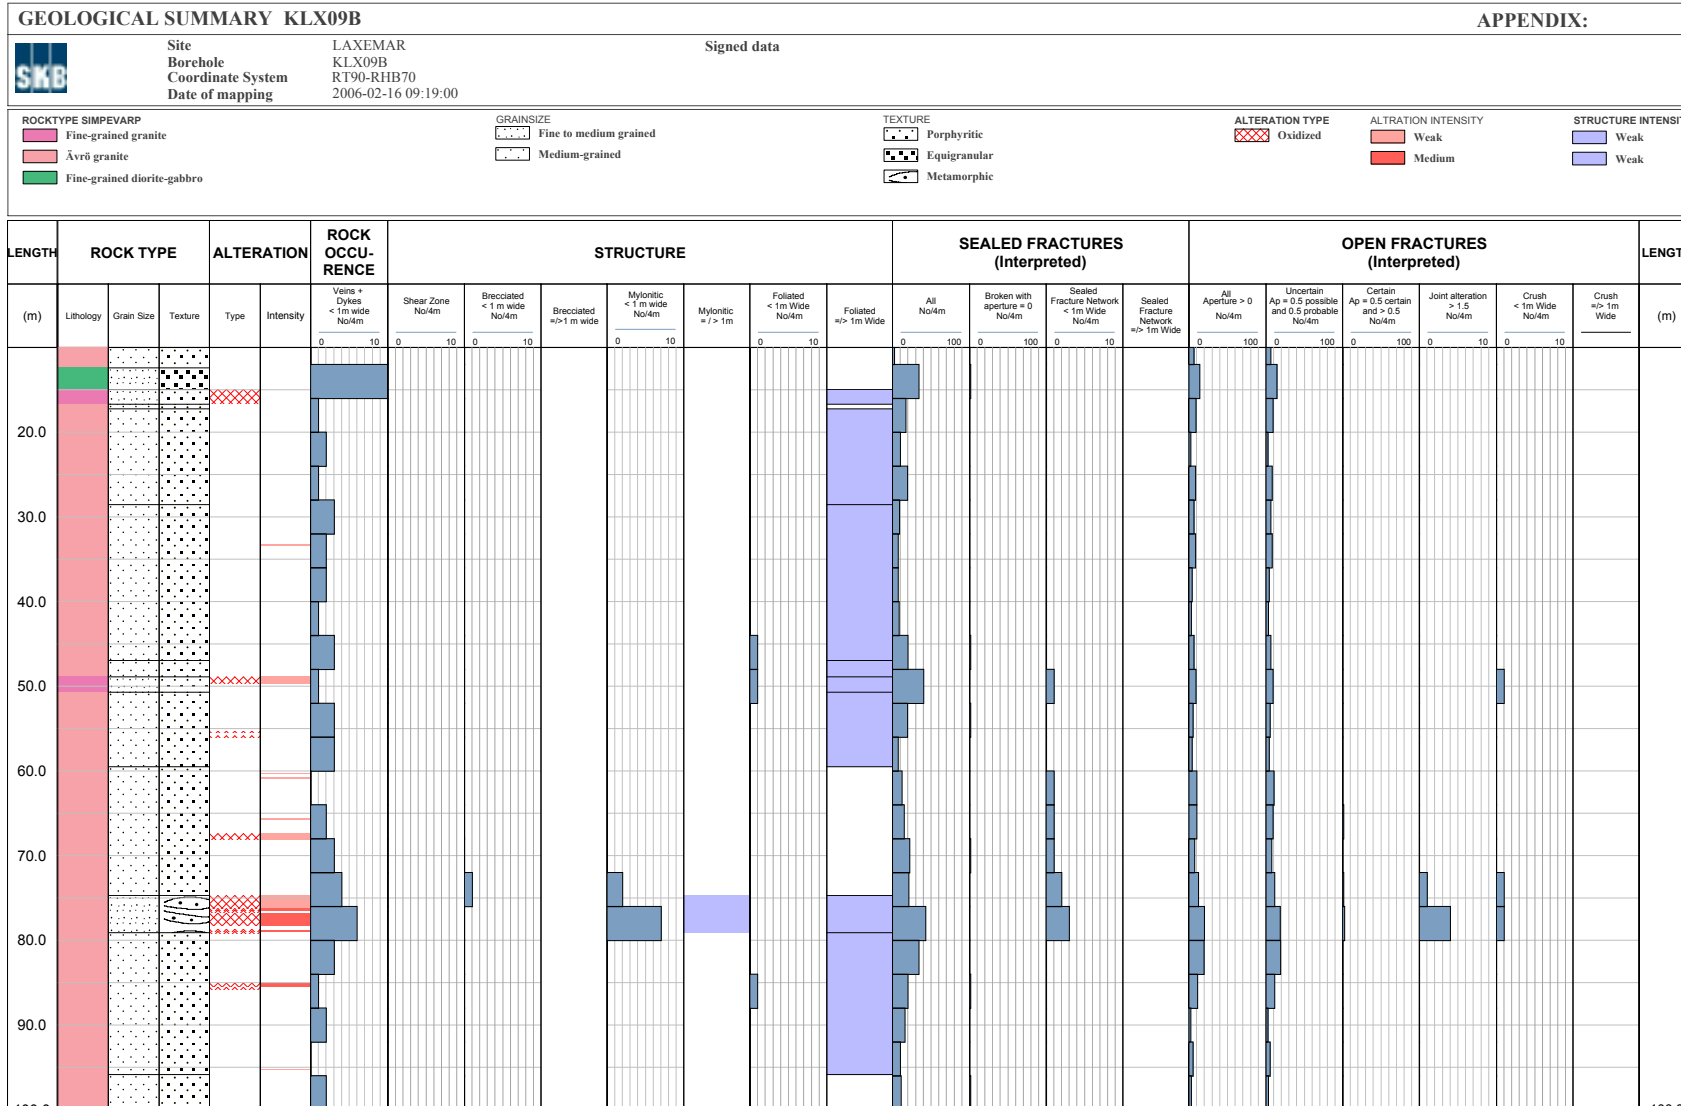 GEOLOGICAL SUMMARY KLX09B
APPENDIX:
SKB
Site LAXEMAR
Signed data
Borehole KLX09B
Coordinate System RT90-RHB70
Date of mapping 2006-02-16 09:19:00
ROCKTYPE SIMPEVARP
Fine-grained granite
Ävrö granite
Fine-grained diorite-gabbro
GRAINSIZE
Fine to medium grained
Medium-grained
TEXTURE
Porphyritic
Equigranular
Metamorphic
ALTERATION TYPE
Oxidized
ALTRATION INTENSITY
Weak
Medium
STRUCTURE INTENSIT
Weak
Weak
LENGTH
ROCK TYPE
ALTERATION
ROCK
OCCU-
RENCE
STRUCTURE
SEALED FRACTURES
(Interpreted)
OPEN FRACTURES
(Interpreted)
LENGT
(m)
Lithology
Grain Size
Texture
Type
Intensity
Veins +
Dykes
< 1m wide
No/4m
0 10
Shear Zone
No/4m
0 10
Brecciated
< 1 m wide
No/4m
0 10
Brecciated
=/>1 m wide
Mylonitic
< 1 m wide
No/4m
0 10
Mylonitic
= / > 1m
Foliated
< 1m Wide
No/4m
0 10
Foliated
=/> 1m Wide
All
No/4m
0 100
Broken with
aperture = 0
No/4m
0 100
Sealed
Fracture Network
< 1m Wide
No/4m
0 10
Sealed
Fracture
Network
=/> 1m Wide
All
Aperture > 0
No/4m
0 100
Uncertain
Ap = 0.5 possible
and 0.5 probable
No/4m
0 100
Certain
Ap = 0.5 certain
and > 0.5
No/4m
0 100
Joint alteration
> 1.5
No/4m
0 10
Crush
< 1m Wide
No/4m
0 10
Crush
=/> 1m
Wide
(m)
20.0
30.0
40.0
50.0
60.0
70.0
80.0
90.0